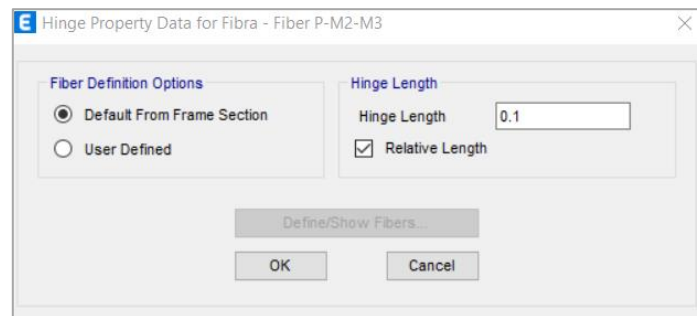 E Hinge Property Data for Fibra - Fiber P-M2-M3
Fiber Definition Options
Default From Frame Section
User Defined
Hinge Length
Hinge Length 0.1
Relative Length
Define/Show Fibers...
OK Cancel